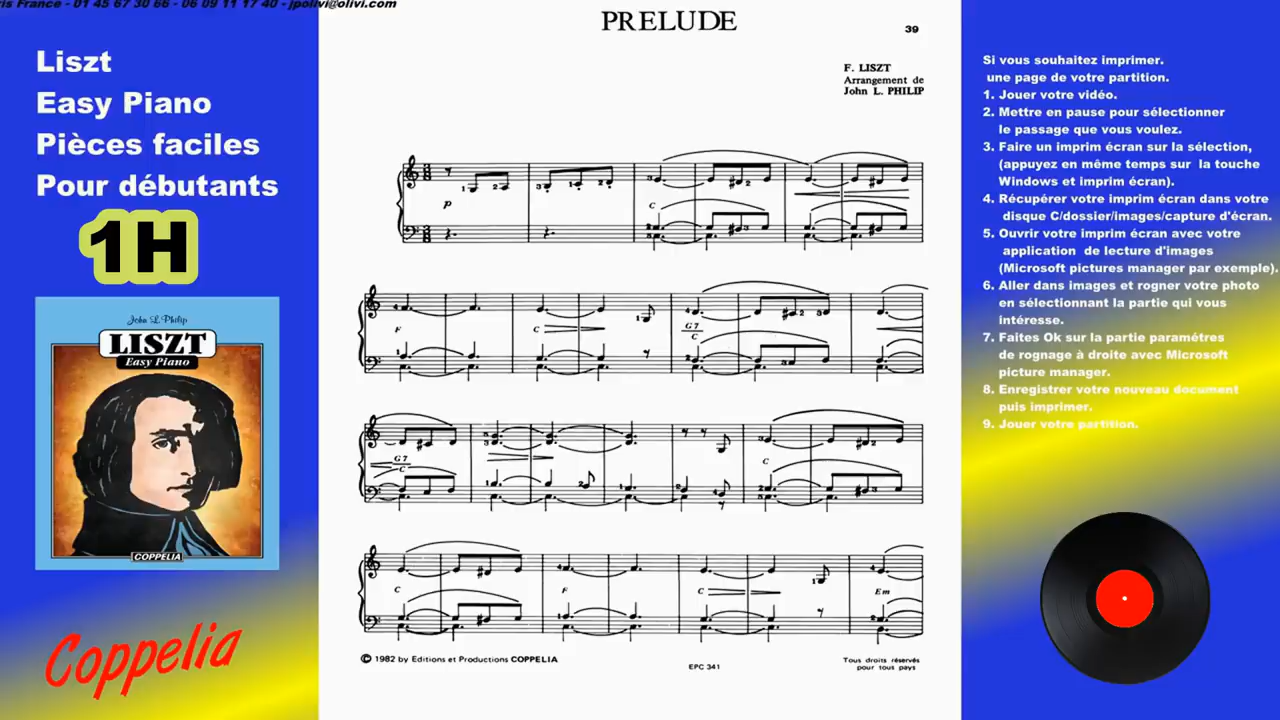 ris France - 01 45 67 30 66 - 06 09 11 17 40 - jpolivi@olivi.com
Liszt
Easy Piano
Pièces faciles
Pour débutants
1H
John L. Philip
LISZT
Easy Piano
COPPELIA
Coppelia
PRELUDE
39
F. LISZT
Arrangement de
John L. PHILIP
p
C
F
C
G7
C
G7
C
C
C
F
C
Em
© 1982 by Editions et Productions COPPELIA
EPC 341
Tous droits réservés
pour tous pays
Si vous souhaitez imprimer.
une page de votre partition.
1. Jouer votre vidéo.
2. Mettre en pause pour sélectionner
le passage que vous voulez.
3. Faire un imprim écran sur la sélection,
(appuyez en même temps sur la touche
Windows et imprim écran).
4. Récupérer votre imprim écran dans votre
disque C/dossier/images/capture d'écran.
5. Ouvrir votre imprim écran avec votre
application de lecture d'images
(Microsoft pictures manager par exemple).
6. Aller dans images et rogner votre photo
en sélectionnant la partie qui vous
intéresse.
7. Faites Ok sur la partie paramétres
de rognage à droite avec Microsoft
picture manager.
8. Enregistrer votre nouveau document
puis imprimer.
9. Jouer votre partition.